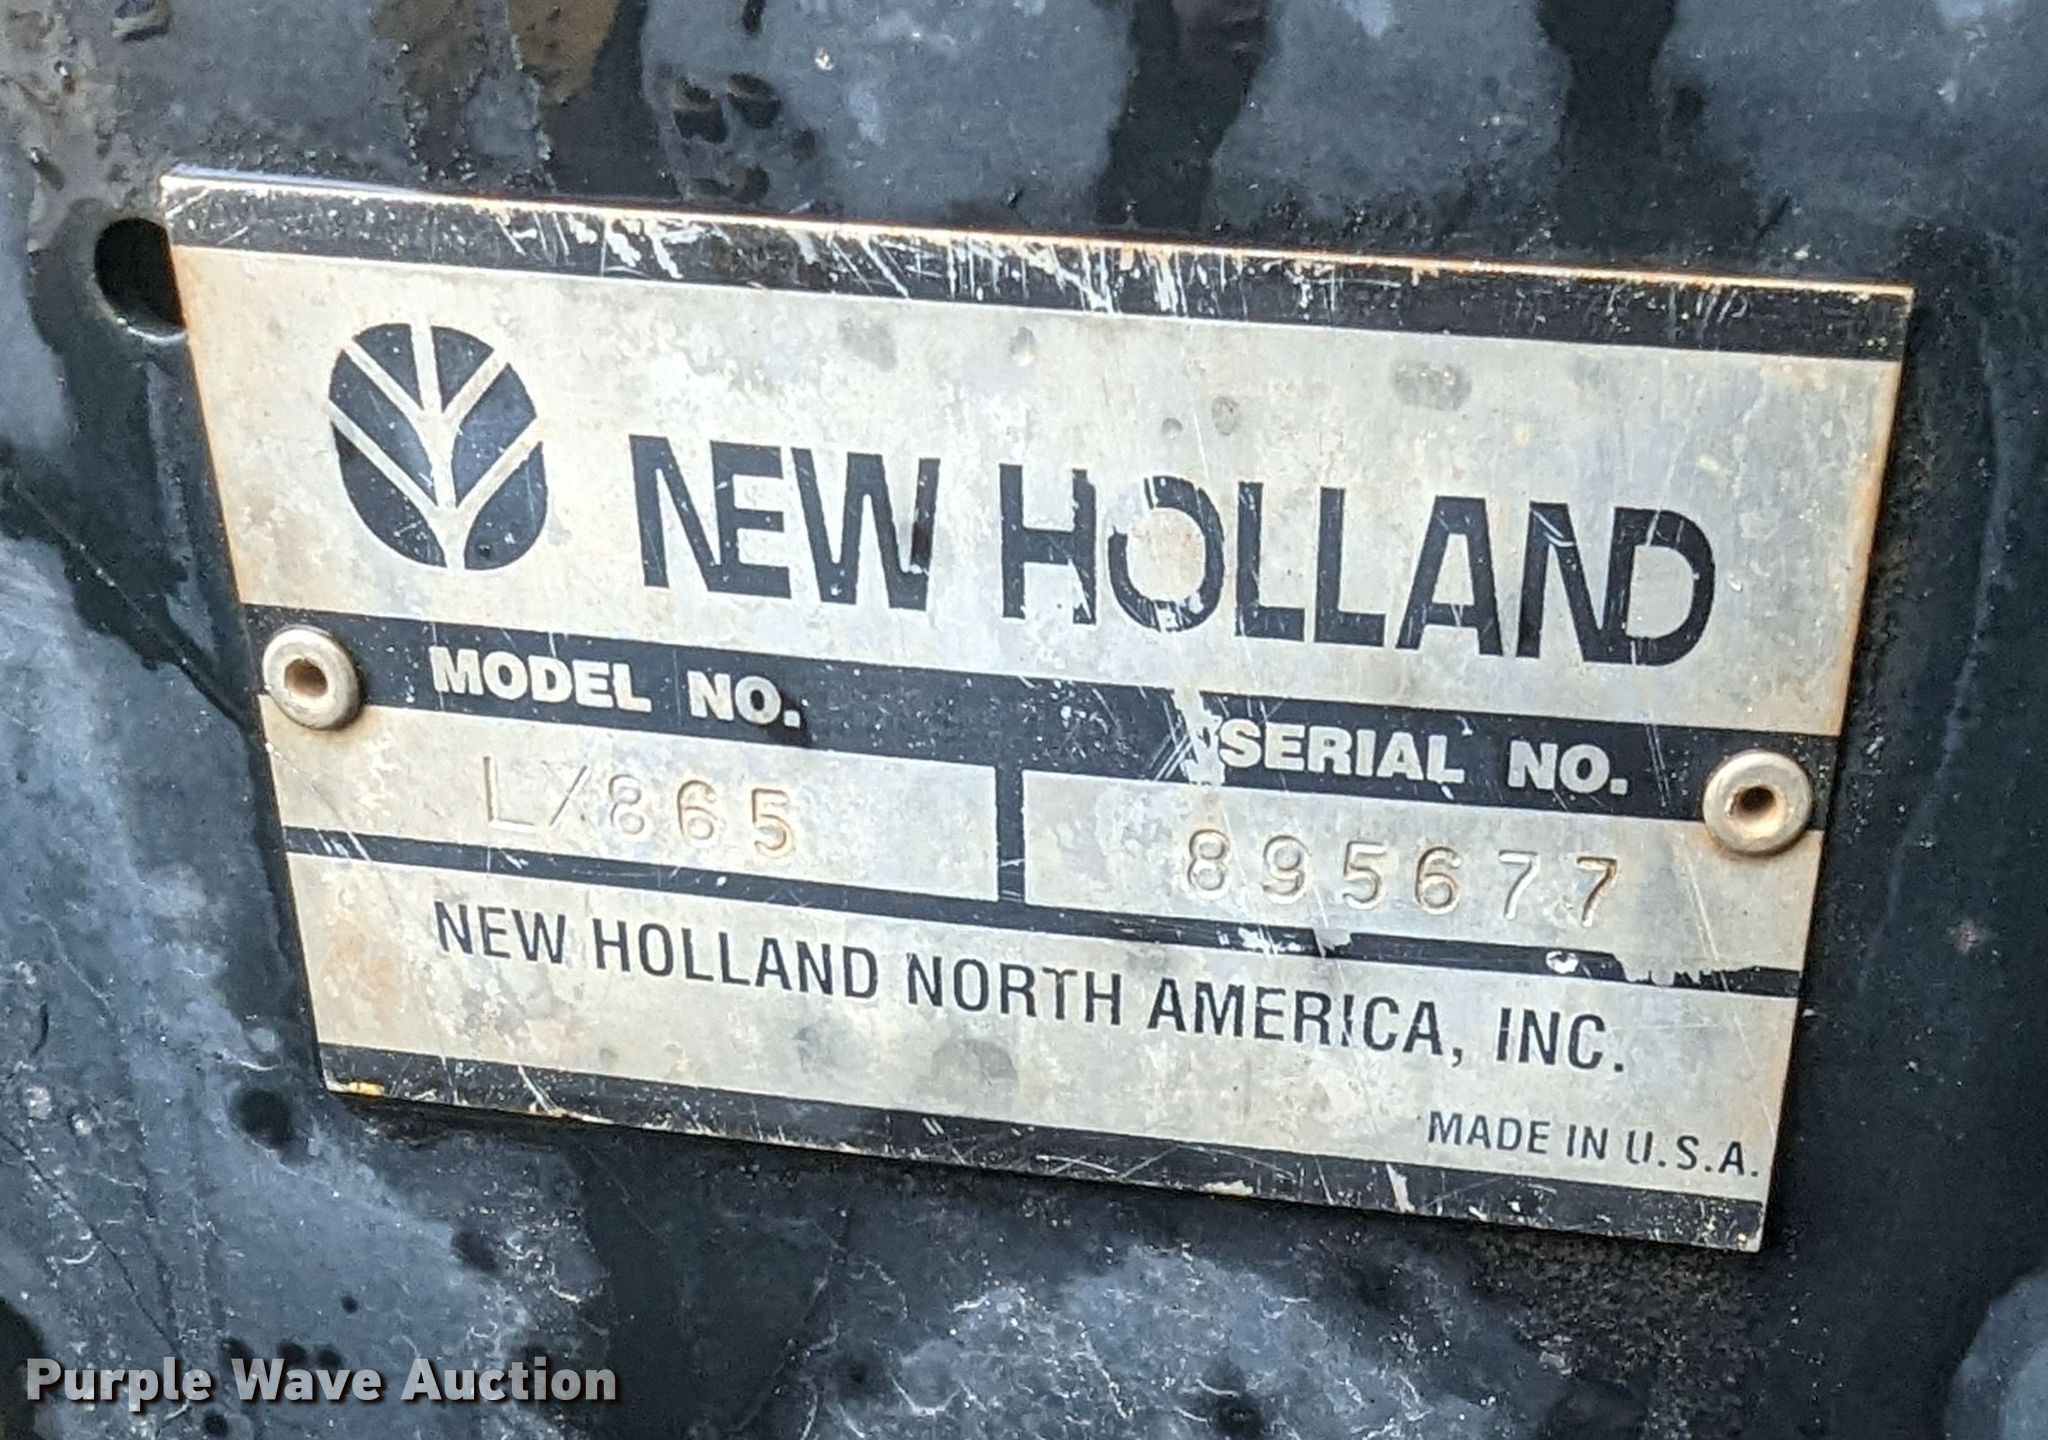 NEW HOLLAND
MODEL NO.
SERIAL NO.
LX865
895677
NEW HOLLAND NORTH AMERICA, INC.
MADE IN U.S.A.
Purple Wave Auction